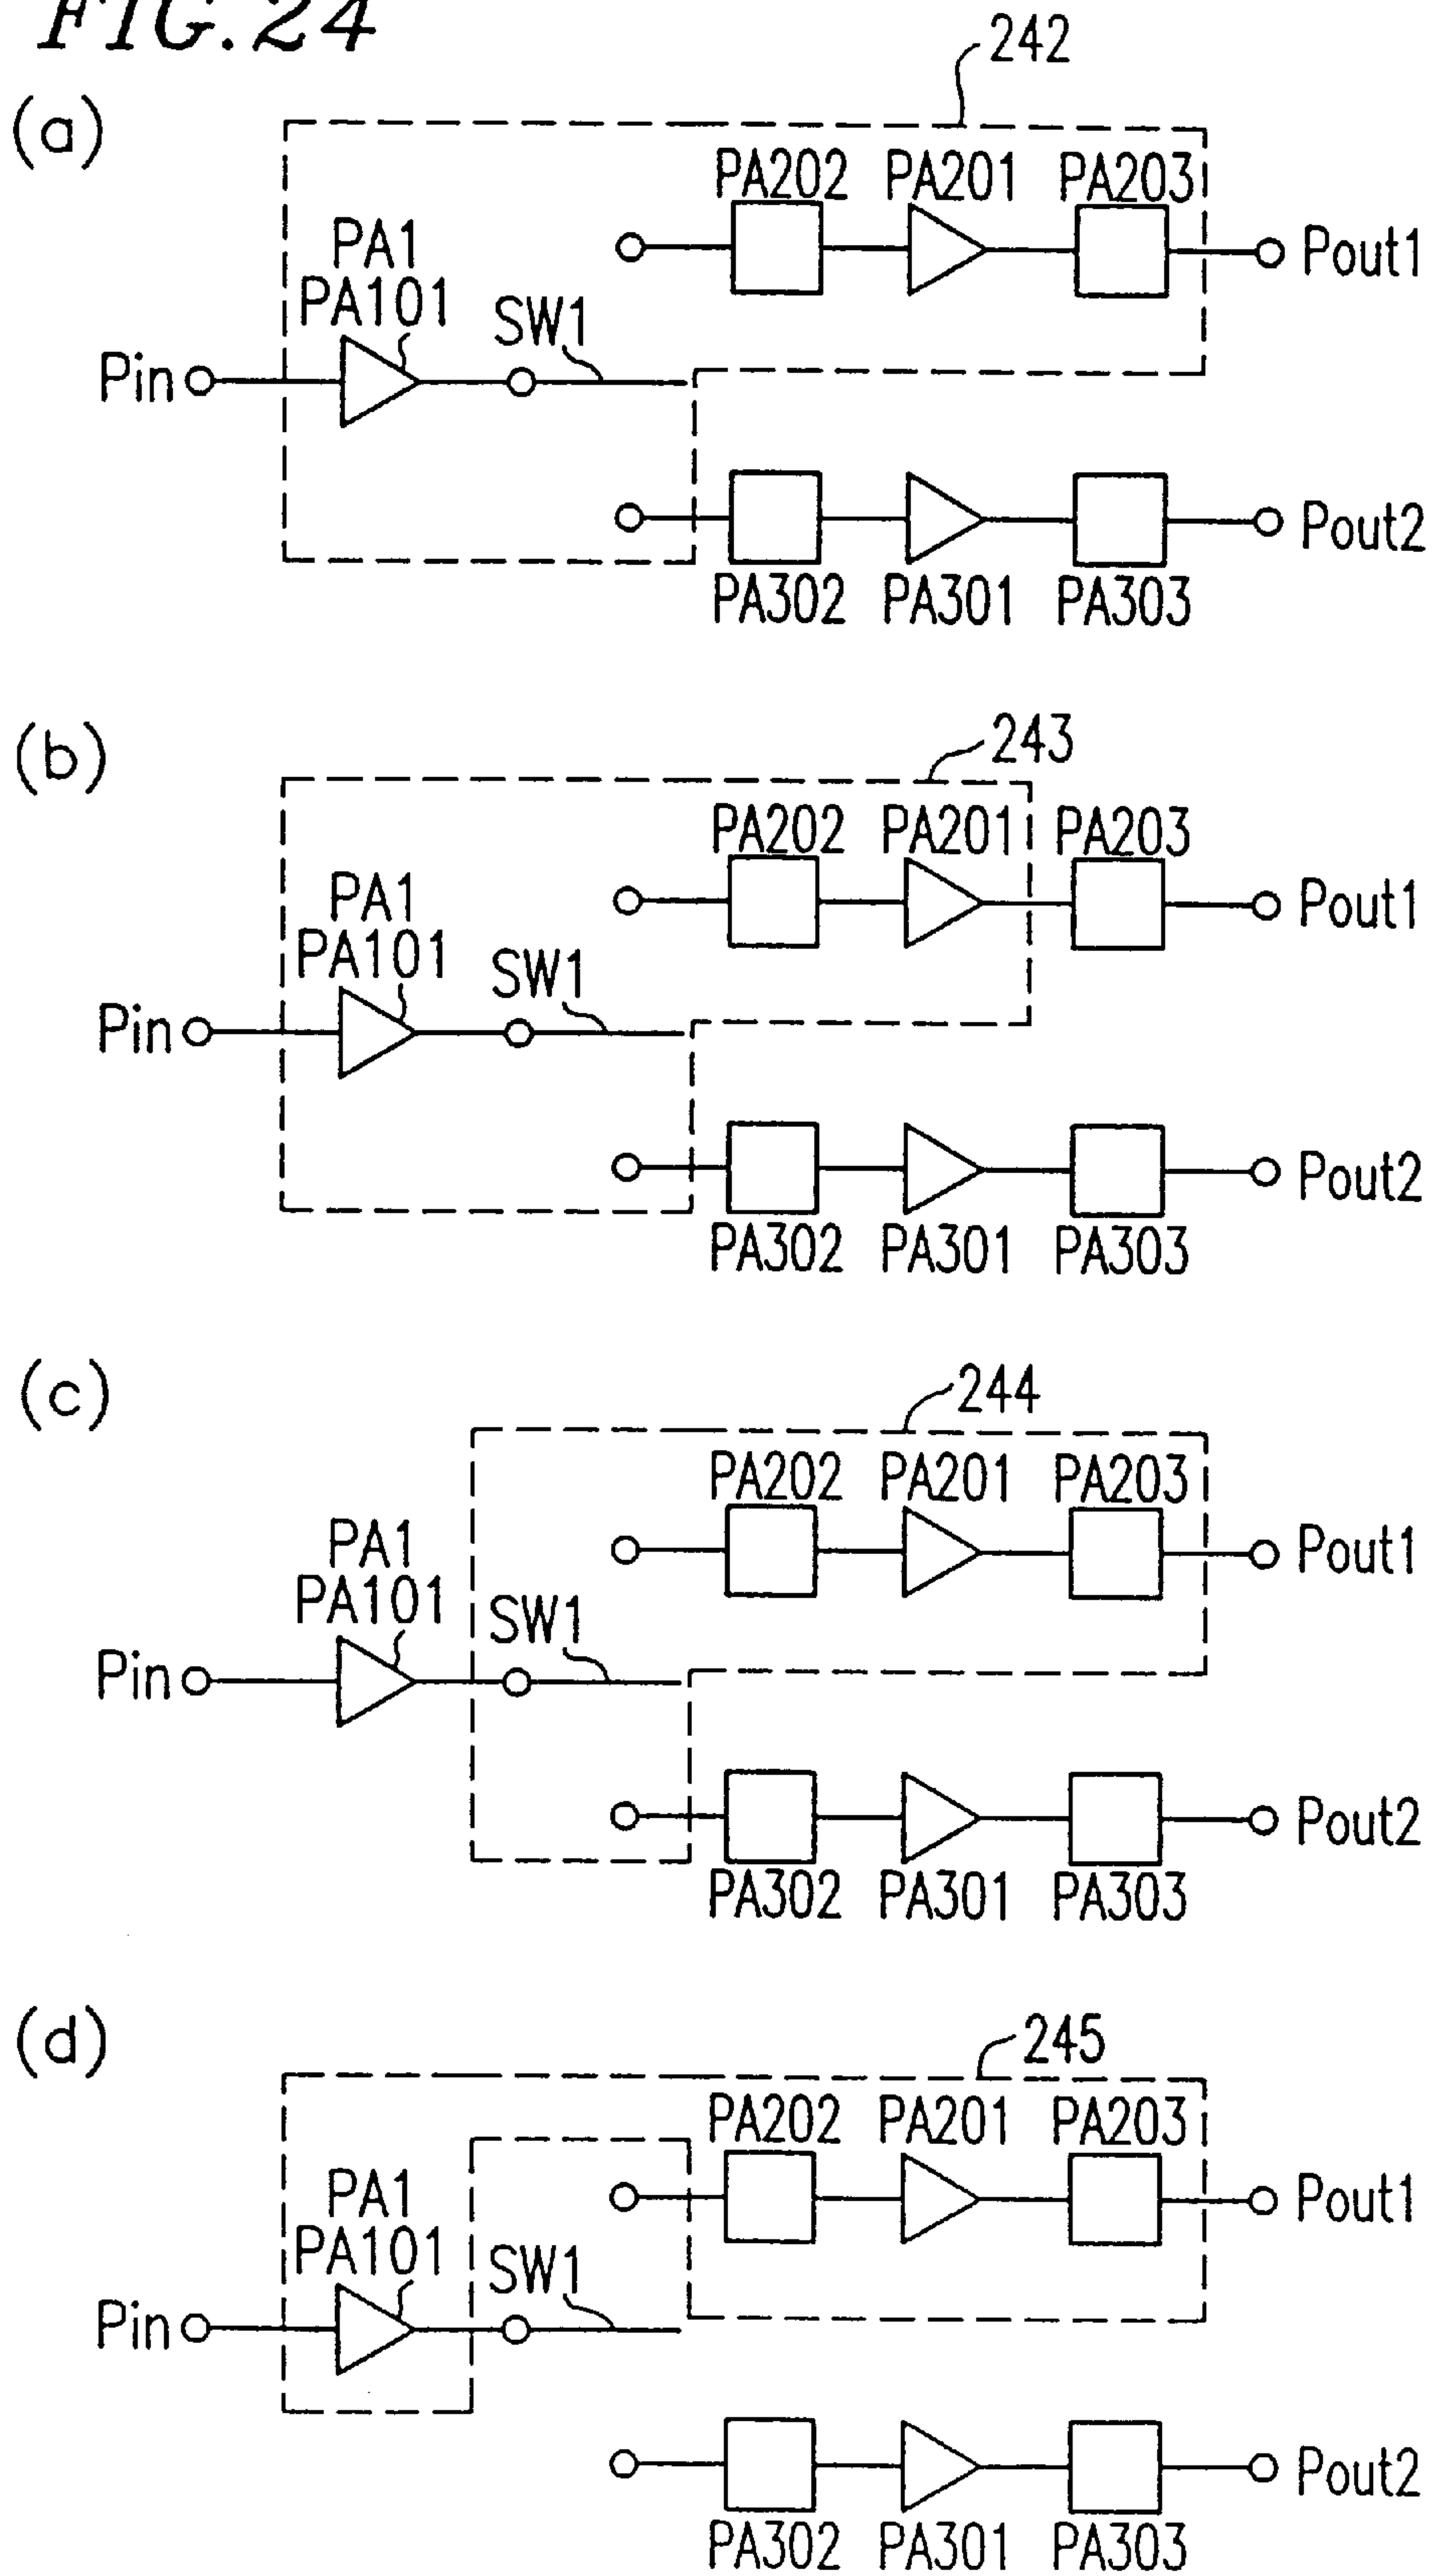 FIG. 24
242
(a)
PA202 PA201 PA203
PA1
PA101
SW1
Pin
Pout1
Pout2
PA302 PA301 PA303
243
(b)
PA202 PA201 PA203
PA1
PA101
SW1
Pin
Pout1
Pout2
PA302 PA301 PA303
244
(c)
PA202 PA201 PA203
PA1
PA101
SW1
Pin
Pout1
Pout2
PA302 PA301 PA303
245
(d)
PA202 PA201 PA203
PA1
PA101
SW1
Pin
Pout1
Pout2
PA302 PA301 PA303